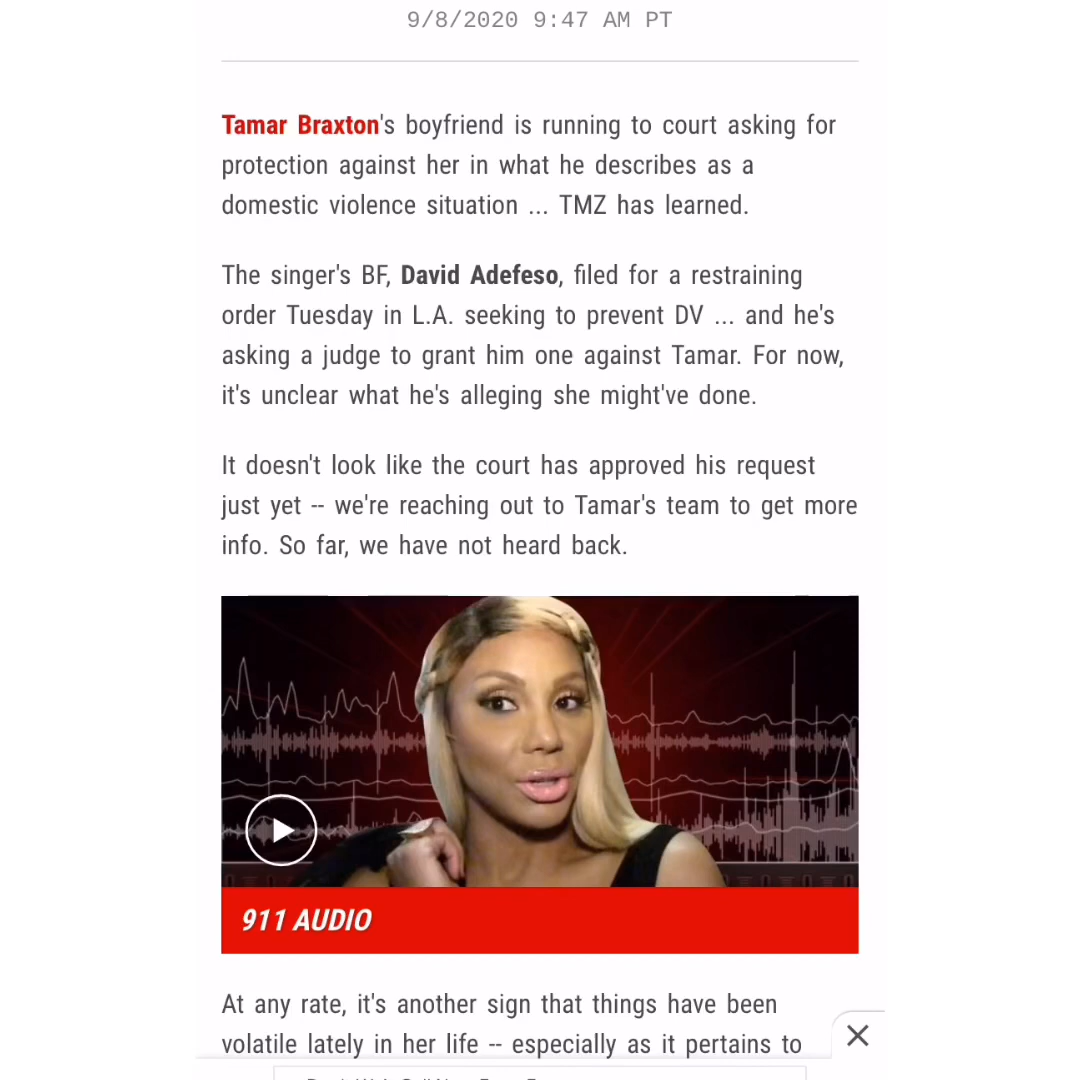 9/8/2020 9:47 AM PT
Tamar Braxton's boyfriend is running to court asking for
protection against her in what he describes as a
domestic violence situation ... TMZ has learned.
The singer's BF, David Adefeso, filed for a restraining
order Tuesday in L.A. seeking to prevent DV ... and he's
asking a judge to grant him one against Tamar. For now,
it's unclear what he's alleging she might've done.
It doesn't look like the court has approved his request
just yet -- we're reaching out to Tamar's team to get more
info. So far, we have not heard back.
911 AUDIO
At any rate, it's another sign that things have been
volatile lately in her life -- especially as it pertains to